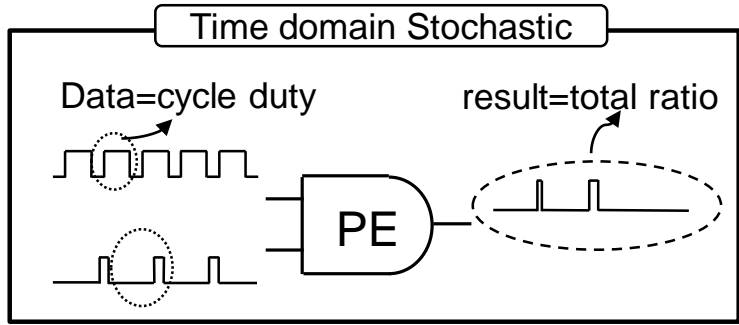 Time domain Stochastic
Data=cycle duty
result=total ratio
PE